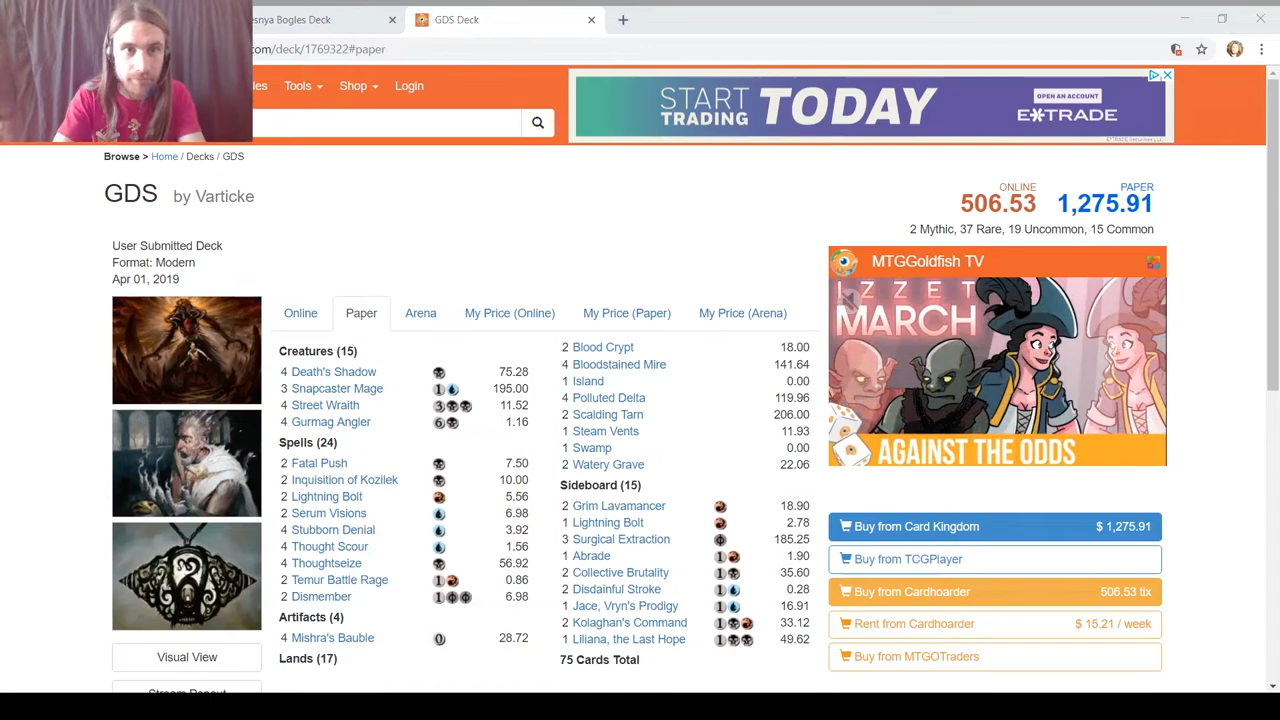 esnya Bogles Deck
GDS Deck
om/deck/1769322#paper
les Tools Shop Login
START TRADING TODAY
OPEN AN ACCOUNT
E*TRADE
Browse > Home / Decks / GDS
GDS by Varticke
ONLINE PAPER
506.53 1,275.91
2 Mythic, 37 Rare, 19 Uncommon, 15 Common
User Submitted Deck
Format: Modern
Apr 01, 2019
Online Paper Arena My Price (Online) My Price (Paper) My Price (Arena)
Creatures (15)
4 Death's Shadow 75.28
3 Snapcaster Mage 1 195.00
4 Street Wraith 3 11.52
4 Gurmag Angler 6 1.16
Spells (24)
2 Fatal Push 7.50
2 Inquisition of Kozilek 10.00
2 Lightning Bolt 5.56
2 Serum Visions 6.98
4 Stubborn Denial 3.92
4 Thought Scour 1.56
4 Thoughtseize 56.92
2 Temur Battle Rage 1 0.86
2 Dismember 1 6.98
Artifacts (4)
4 Mishra's Bauble 0 28.72
Lands (17)
2 Blood Crypt 18.00
4 Bloodstained Mire 141.64
1 Island 0.00
4 Polluted Delta 119.96
2 Scalding Tarn 206.00
1 Steam Vents 11.93
1 Swamp 0.00
2 Watery Grave 22.06
Sideboard (15)
2 Grim Lavamancer 18.90
1 Lightning Bolt 2.78
3 Surgical Extraction 185.25
1 Abrade 1 1.90
2 Collective Brutality 1 35.60
2 Disdainful Stroke 1 0.28
1 Jace, Vryn's Prodigy 1 16.91
2 Kolaghan's Command 1 33.12
1 Liliana, the Last Hope 1 49.62
75 Cards Total
MTGGoldfish TV
IZZET
MARCH
AGAINST THE ODDS
Buy from Card Kingdom $ 1,275.91
Buy from TCGPlayer
Buy from Cardhoarder 506.53 tix
Rent from Cardhoarder $ 15.21 / week
Buy from MTGOTraders
Visual View